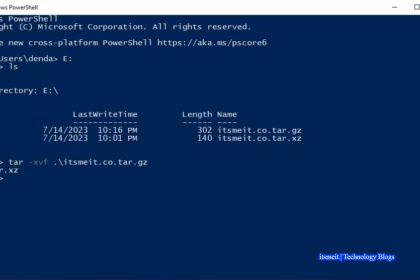 ws PowerShell
s PowerShell
ght (C) Microsoft Corporation. All rights reserved.
e new cross-platform PowerShell https://aka.ms/pscore6
sers\denda> E:
> ls
rectory: E:\
LastWriteTime Length Name
------------- ------ ----
7/14/2023 10:16 PM 302 itsmeit.co.tar.gz
7/14/2023 10:01 PM 140 itsmeit.co.tar.xz
> tar -xvf .\itsmeit.co.tar.gz
r.xz
>
itsmeit | Technology Blogs